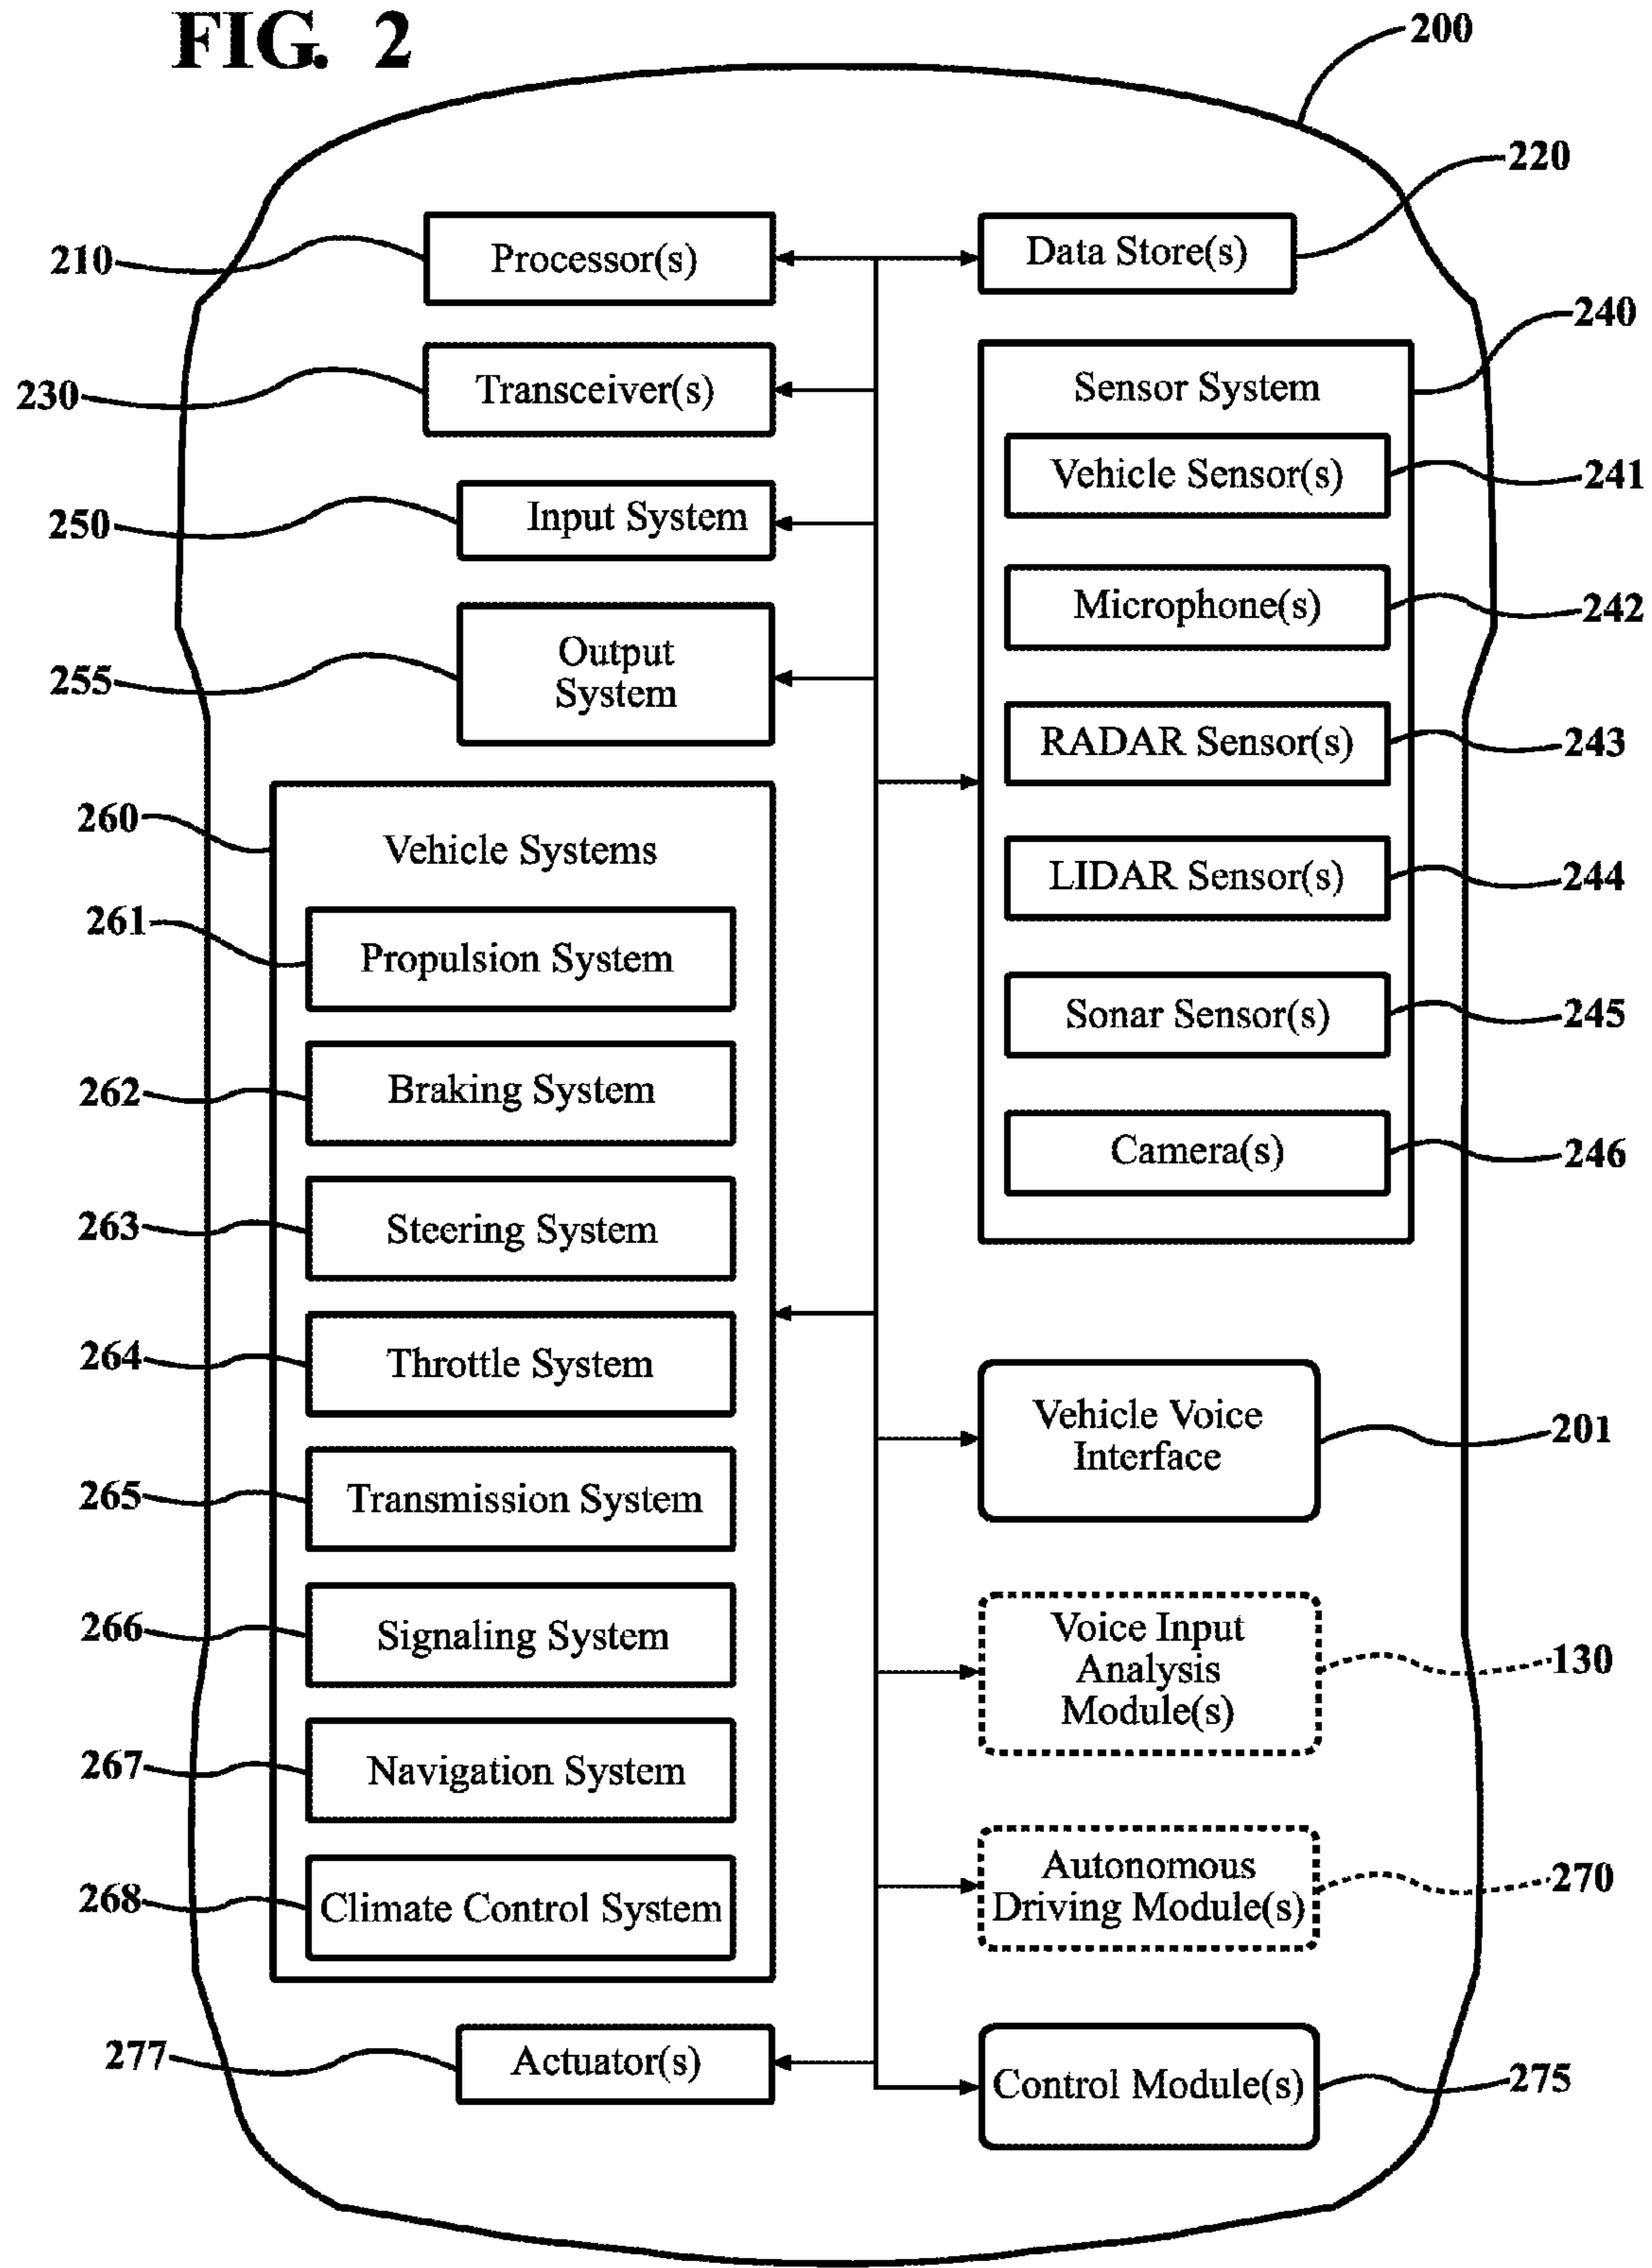 FIG. 2
200
220
210
Processor(s)
Data Store(s)
240
230
Transceiver(s)
Sensor System
Vehicle Sensor(s)
241
250
Input System
Microphone(s)
242
255
Output
System
RADAR Sensor(s)
243
260
Vehicle Systems
LIDAR Sensor(s)
244
261
Propulsion System
Sonar Sensor(s)
245
262
Braking System
Camera(s)
246
263
Steering System
264
Throttle System
Vehicle Voice
Interface
201
265
Transmission System
266
Signaling System
Voice Input
Analysis
Module(s)
130
267
Navigation System
268
Climate Control System
Autonomous
Driving Module(s)
270
277
Actuator(s)
Control Module(s)
275